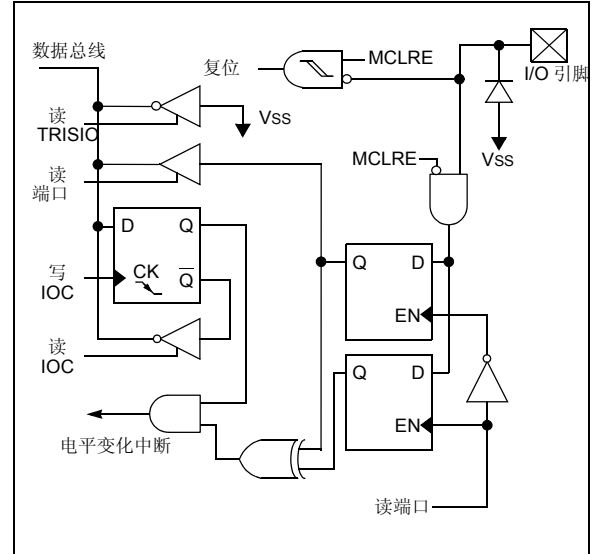 数据总线
复位
MCLRE
I/O 引脚
读
TRISIO
VSS
VSS
读
端口
MCLRE
D
Q
写
IOC
CK
Q̅
Q
D
EN
读
IOC
Q
D
EN
电平变化中断
读端口